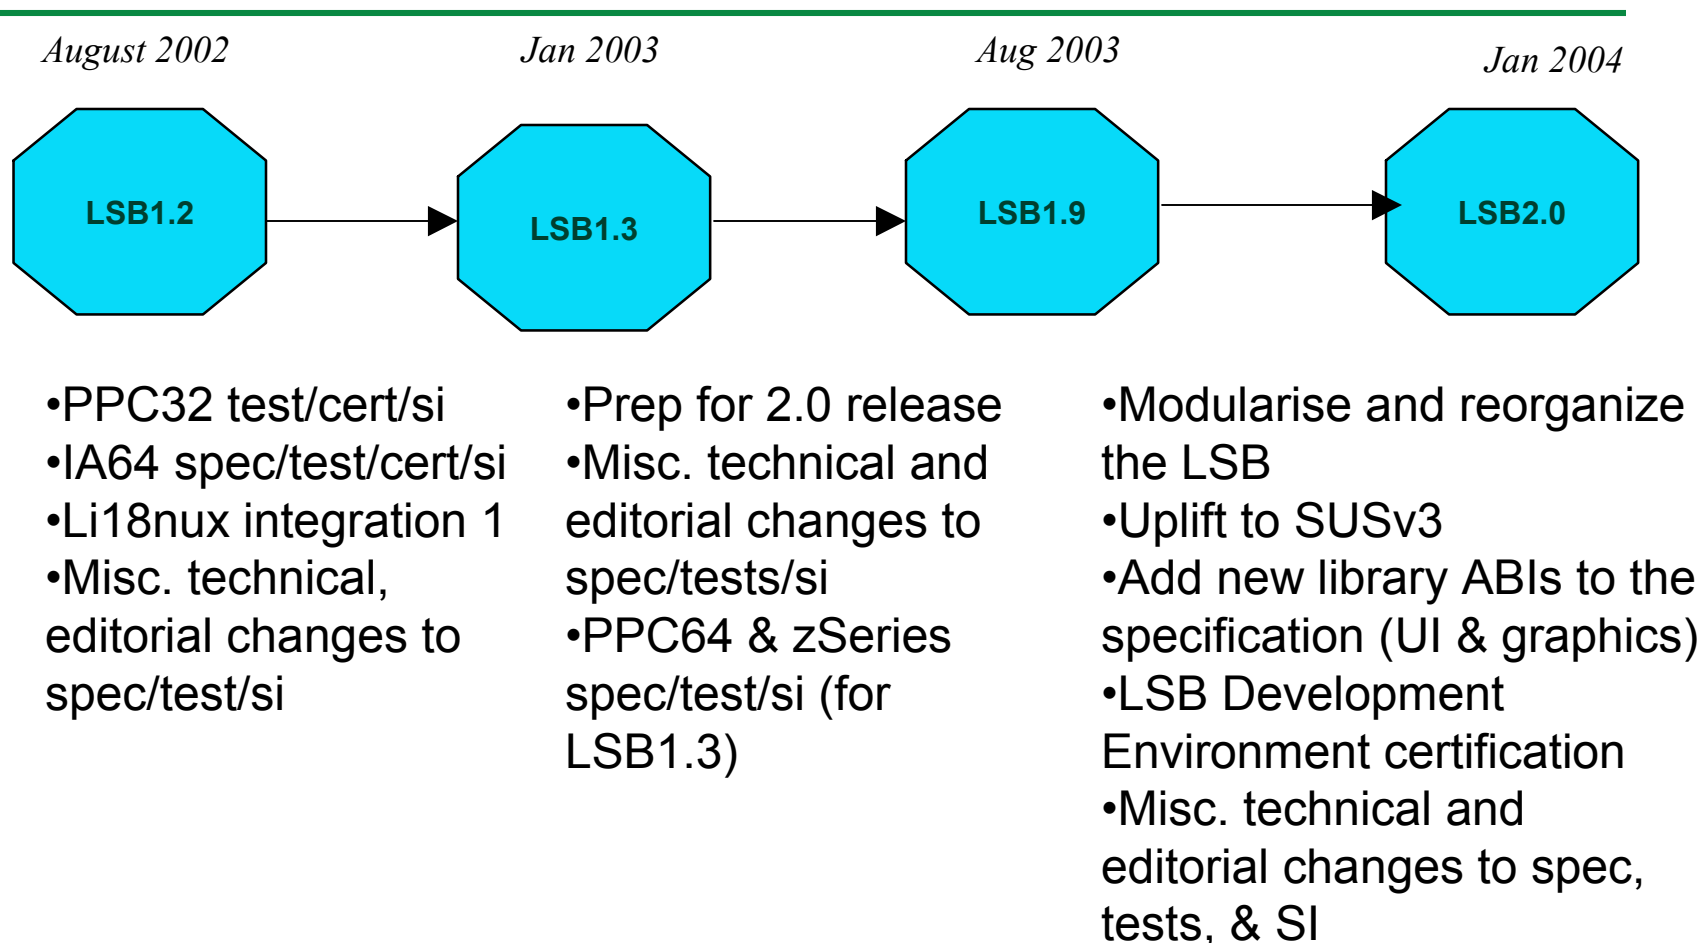 August 2002
Jan 2003
Aug 2003
Jan 2004
LSB1.2
LSB1.3
LSB1.9
LSB2.0
•PPC32 test/cert/si
•IA64 spec/test/cert/si
•Li18nux integration 1
•Misc. technical,
editorial changes to
spec/test/si
•Prep for 2.0 release
•Misc. technical and
editorial changes to
spec/tests/si
•PPC64 & zSeries
spec/test/si (for
LSB1.3)
•Modularise and reorganize
the LSB
•Uplift to SUSv3
•Add new library ABIs to the
specification (UI & graphics)
•LSB Development
Environment certification
•Misc. technical and
editorial changes to spec,
tests, & SI